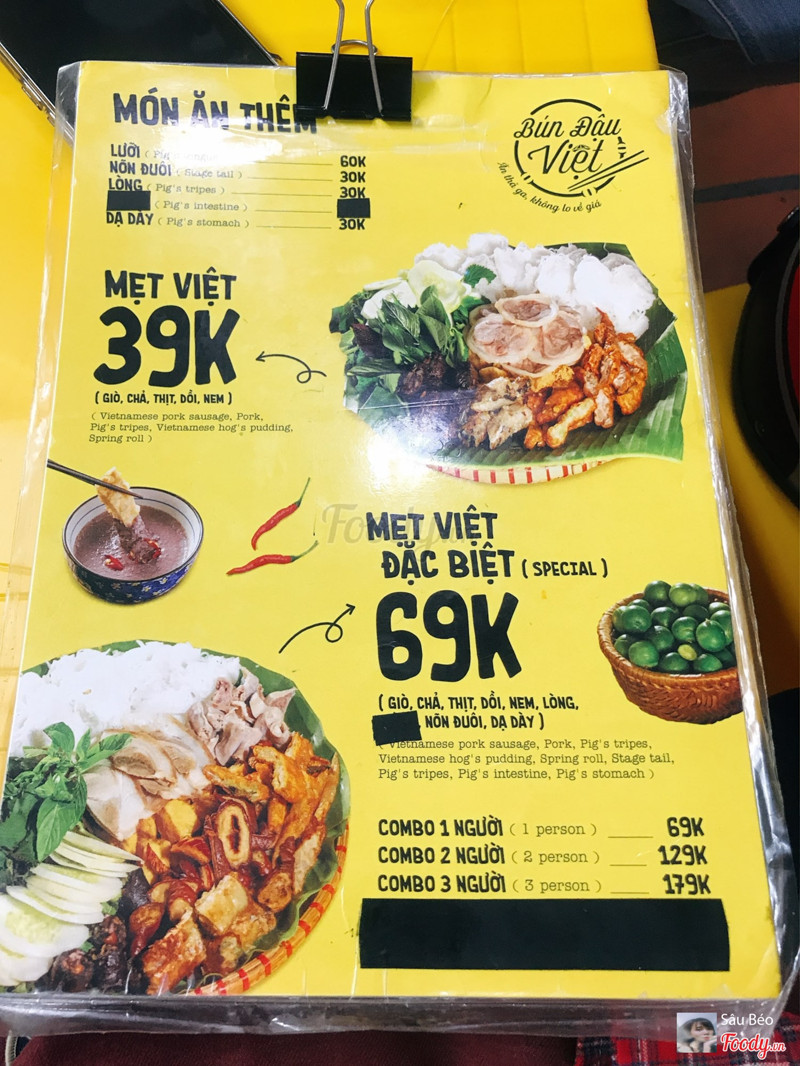 MÓN ĂN THÊM
LƯỠI ( Pig's ) 60K
NÕN ĐUÔI ( Stage tail ) 30K
LÒNG ( Pig's tripes ) 30K
( Pig's intestine )
DẠ DÀY ( Pig's stomach ) 30K
Bún Đậu
Việt
Ăn thả ga, không lo về giá
MẸT VIỆT
39K
( GIÒ, CHẢ, THỊT, DỒI, NEM )
( Vietnamese pork sausage, Pork,
Pig's tripes, Vietnamese hog's pudding,
Spring roll )
Foody
MẸT VIỆT
ĐẶC BIỆT ( SPECIAL )
69K
( GIÒ, CHẢ, THỊT, DỒI, NEM, LÒNG,
NÕN ĐUÔI, DẠ DÀY )
( Vietnamese pork sausage, Pork, Pig's tripes,
Vietnamese hog's pudding, Spring roll, Stage tail,
Pig's tripes, Pig's intestine, Pig's stomach )
COMBO 1 NGƯỜI ( 1 person ) 69K
COMBO 2 NGƯỜI ( 2 person ) 129K
COMBO 3 NGƯỜI ( 3 person ) 179K
Sâu Béo
Foody.vn